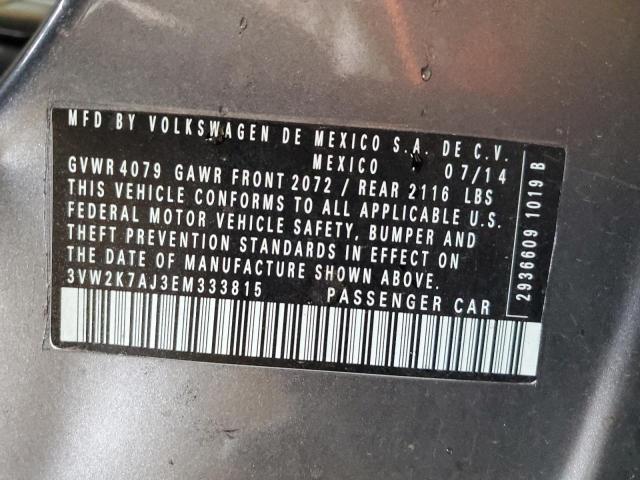 MFD BY VOLKSWAGEN DE MEXICO S.A. DE C.V.
MEXICO 07/14
GVWR 4079 GAWR FRONT 2072 / REAR 2116 LBS
THIS VEHICLE CONFORMS TO ALL APPLICABLE U.S.
FEDERAL MOTOR VEHICLE SAFETY, BUMPER AND
THEFT PREVENTION STANDARDS IN EFFECT ON
THE DATE OF MANUFACTURE SHOWN ABOVE.
3VW2K7AJ3EM333815 PASSENGER CAR
2936609 1019 B